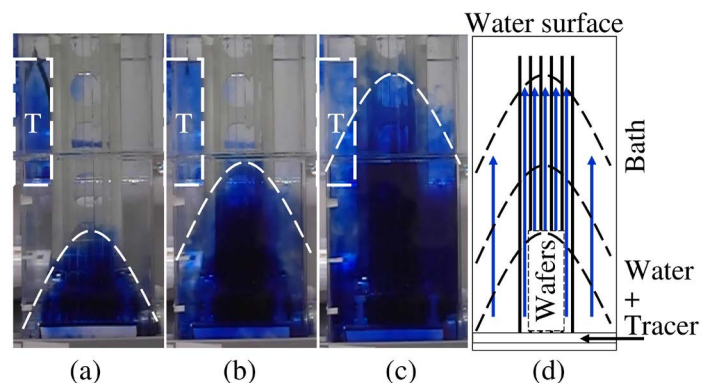 Water surface
T
T
T
Wafers
Bath
Water
+
Tracer
(a)
(b)
(c)
(d)